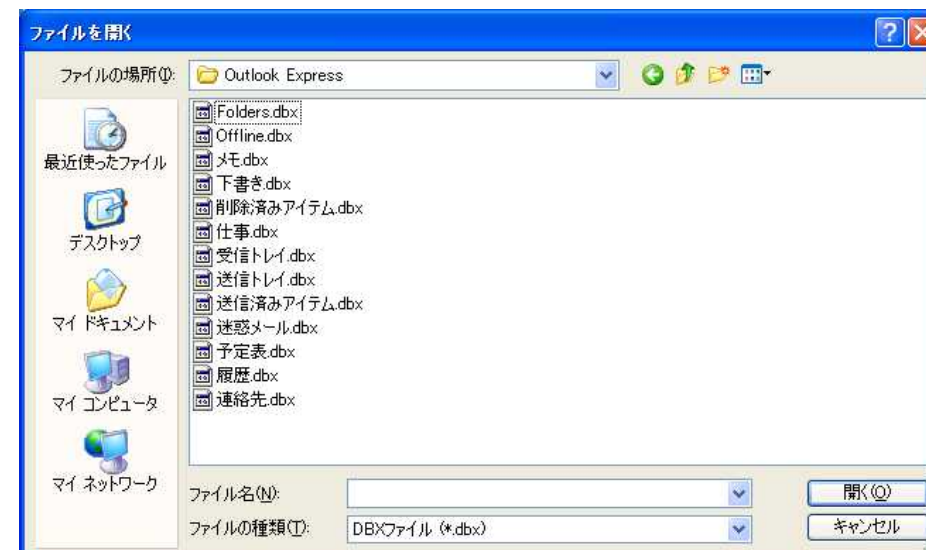 ファイルを開く
ファイルの場所(I):
Outlook Express
Folders.dbx
Offline.dbx
メモ.dbx
下書き.dbx
削除済みアイテム.dbx
仕事.dbx
受信トレイ.dbx
送信トレイ.dbx
送信済みアイテム.dbx
迷惑メール.dbx
予定表.dbx
履歴.dbx
連絡先.dbx
最近使ったファイル
デスクトップ
マイ ドキュメント
マイ コンピュータ
マイ ネットワーク
ファイル名(N):
開く(O)
ファイルの種類(T):
DBXファイル (*.dbx)
キャンセル